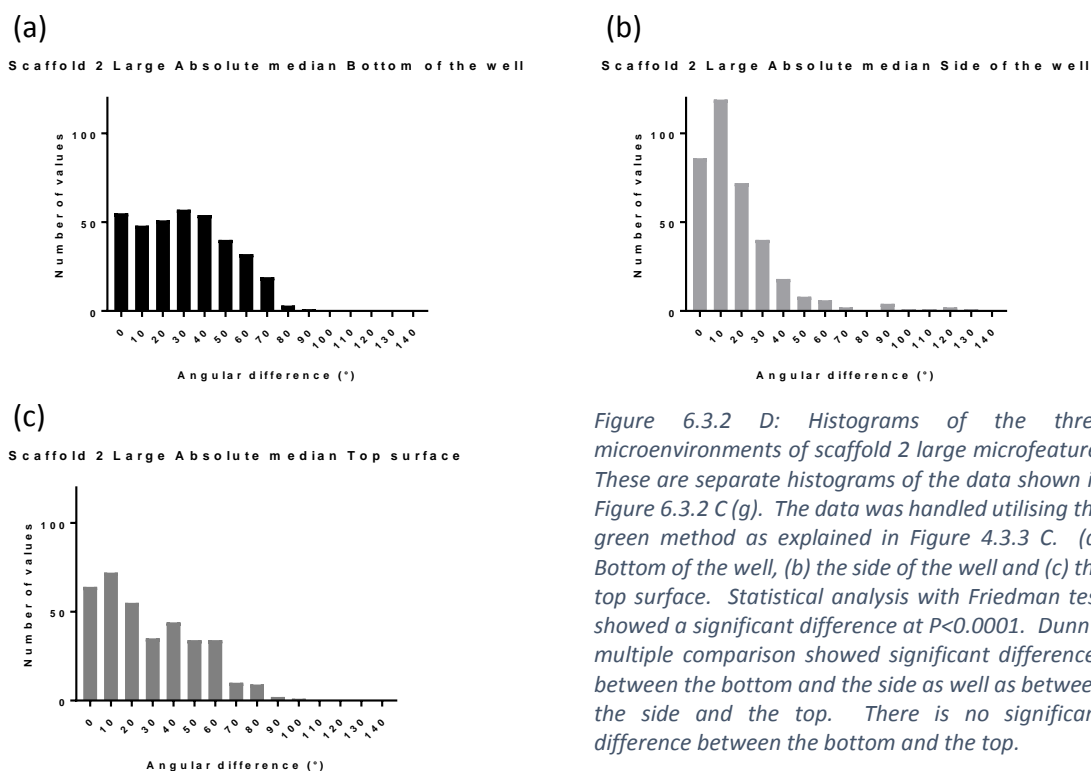 (a)
Scaffold 2 Large Absolute median Bottom of the well
Number of values
100
50
0
0 10 20 30 40 50 60 70 80 90 100 110 120 130 140
Angular difference (°)
(b)
Scaffold 2 Large Absolute median Side of the well
Number of values
100
50
0
0 10 20 30 40 50 60 70 80 90 100 110 120 130 140
Angular difference (°)
(c)
Scaffold 2 Large Absolute median Top surface
Number of values
100
50
0
0 10 20 30 40 50 60 70 80 90 100 110 120 130 140
Angular difference (°)
Figure 6.3.2 D: Histograms of the thre
microenvironments of scaffold 2 large microfeature
These are separate histograms of the data shown i
Figure 6.3.2 C (g). The data was handled utilising th
green method as explained in Figure 4.3.3 C. (a
Bottom of the well, (b) the side of the well and (c) th
top surface. Statistical analysis with Friedman tes
showed a significant difference at P<0.0001. Dunn
multiple comparison showed significant difference
between the bottom and the side as well as betwee
the side and the top. There is no significan
difference between the bottom and the top.